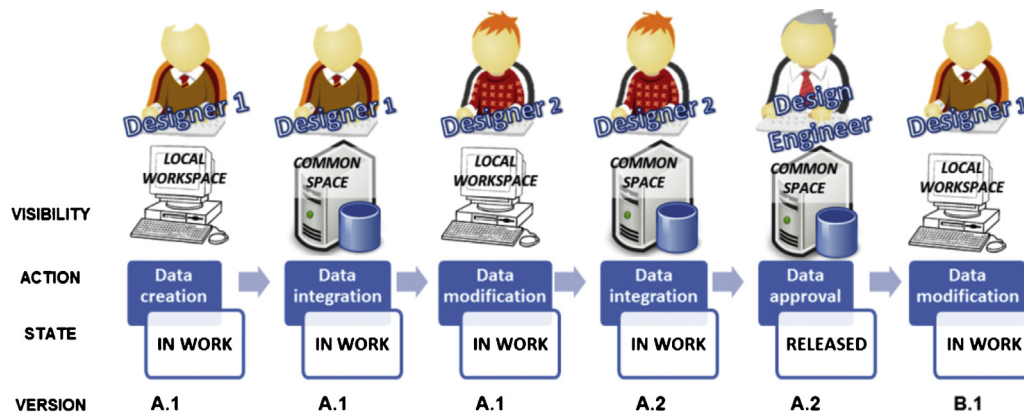 Designer 1 Designer 1 Designer 2 Designer 2 Design Engineer Designer 1
LOCAL WORKSPACE COMMON SPACE LOCAL WORKSPACE COMMON SPACE COMMON SPACE LOCAL WORKSPACE
VISIBILITY
ACTION Data creation Data integration Data modification Data integration Data approval Data modification
STATE IN WORK IN WORK IN WORK IN WORK RELEASED IN WORK
VERSION A.1 A.1 A.1 A.2 A.2 B.1